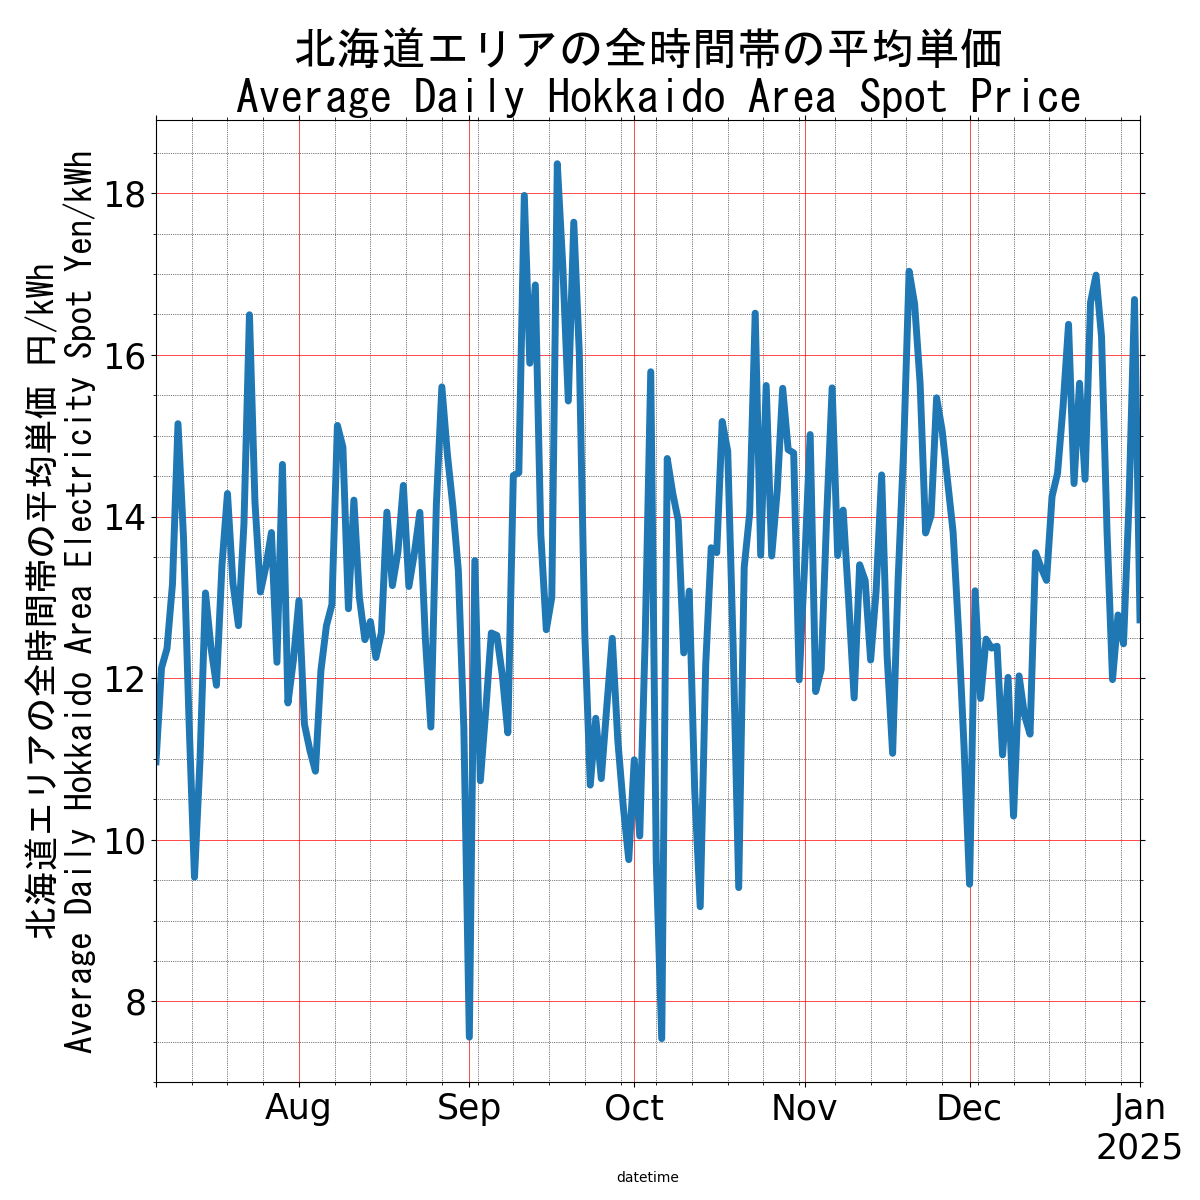 北海道エリアの全時間帯の平均単価
Average Daily Hokkaido Area Spot Price
北海道エリアの全時間帯の平均単価 円/kWh
Average Daily Hokkaido Area Electricity Spot Yen/kWh
18
16
14
12
10
8
Aug Sep Oct Nov Dec Jan
2025
datetime